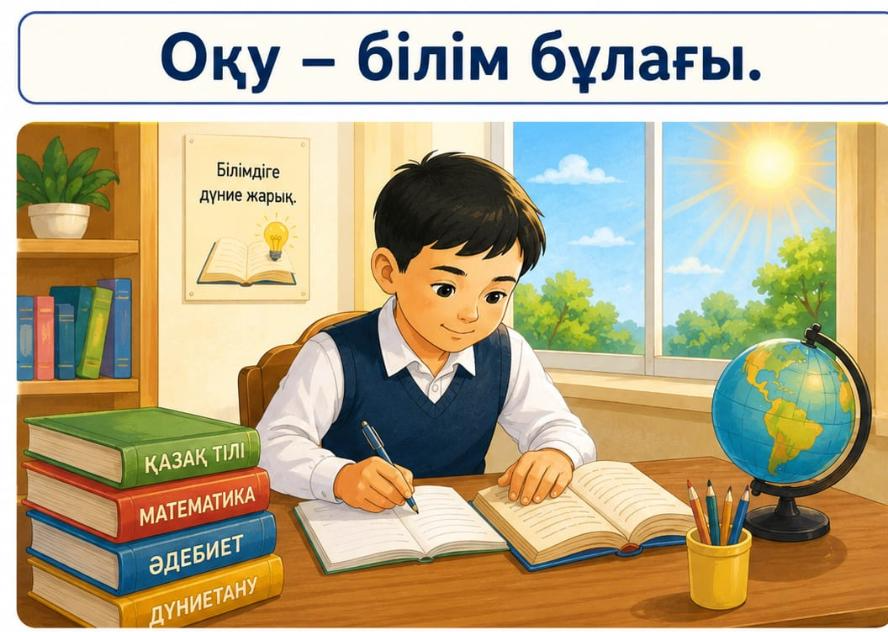 Оқу – білім бұлағы.
Білімдіге
дүние жарық.
ҚАЗАҚ ТІЛІ
МАТЕМАТИКА
ӘДЕБИЕТ
ДҮНИЕТАНУ